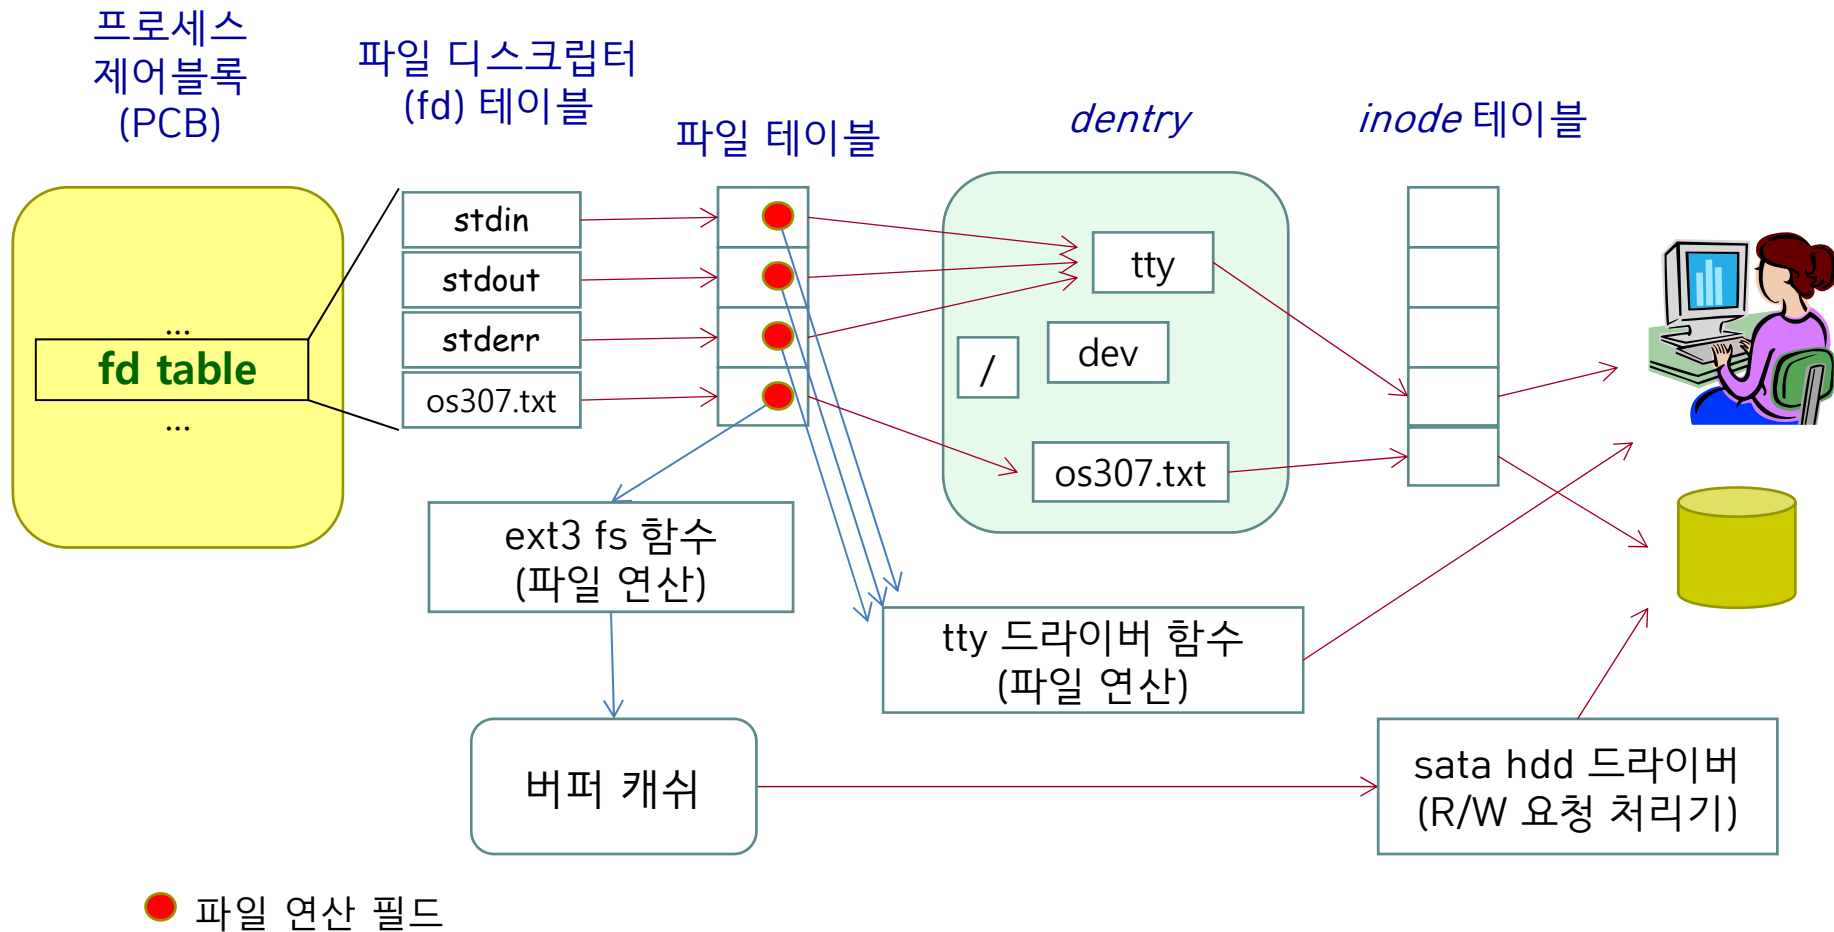 프로세스
제어블록
(PCB)
파일 디스크립터
(fd) 테이블
파일 테이블
dentry
inode 테이블
...
fd table
...
stdin
stdout
stderr
os307.txt
tty
dev
/
os307.txt
ext3 fs 함수
(파일 연산)
tty 드라이버 함수
(파일 연산)
버퍼 캐쉬
sata hdd 드라이버
(R/W 요청 처리기)
파일 연산 필드